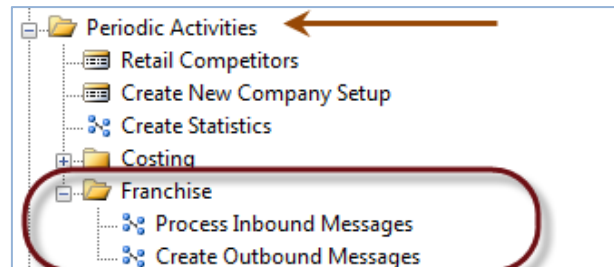 Periodic Activities
Retail Competitors
Create New Company Setup
Create Statistics
Costing
Franchise
Process Inbound Messages
Create Outbound Messages